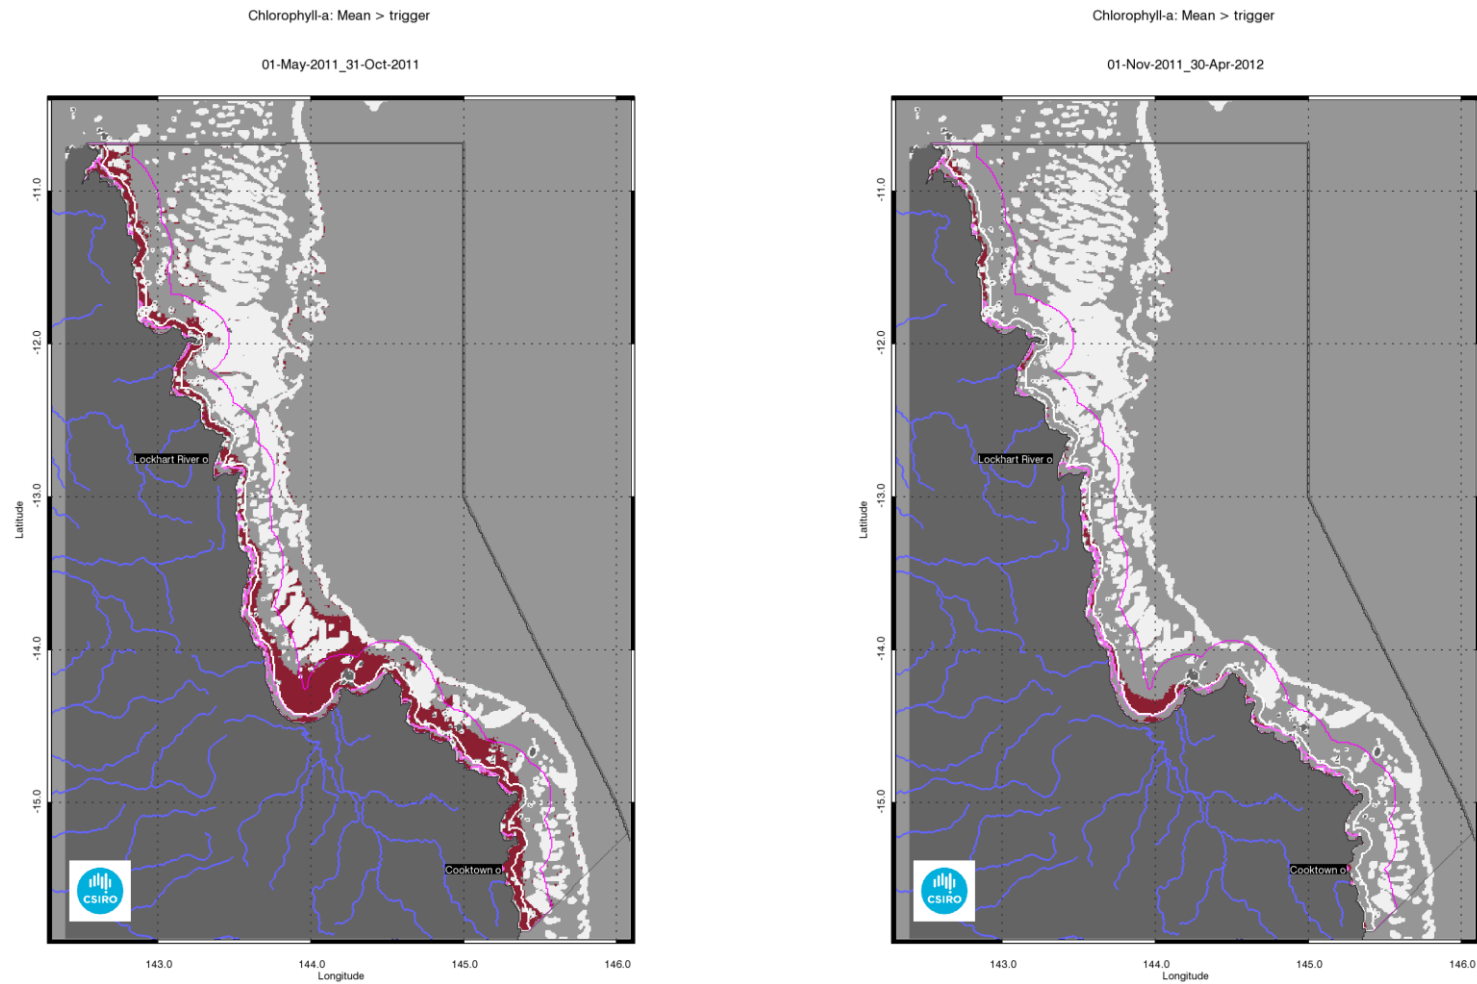 Chlorophyll-a: Mean > trigger
01-May-2011_31-Oct-2011
-11.0
-12.0
-13.0
-14.0
-15.0
Latitude
Lockhart River o
Cooktown o
CSIRO
143.0
144.0
145.0
146.0
Longitude
Chlorophyll-a: Mean > trigger
01-Nov-2011_30-Apr-2012
-11.0
-12.0
-13.0
-14.0
-15.0
Latitude
Lockhart River o
Cooktown o
CSIRO
143.0
144.0
145.0
146.0
Longitude